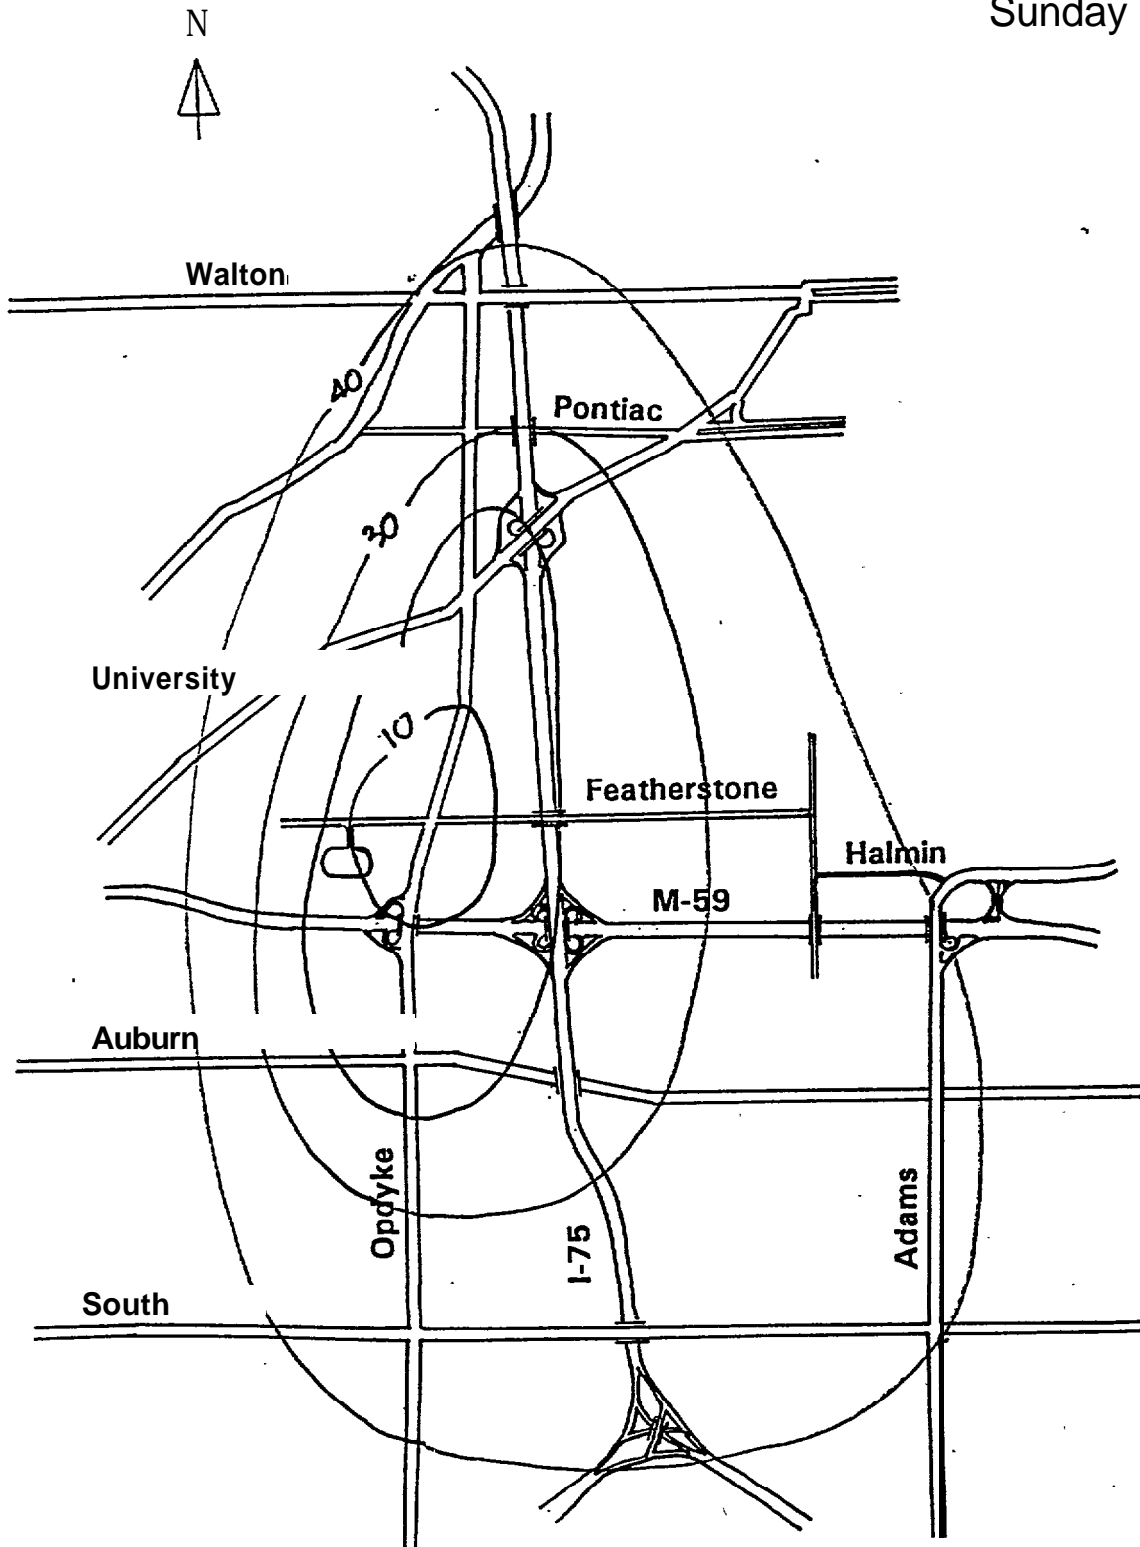 Sunday
N
Walton
40
Pontiac
30
University
10
Featherstone
Halmin
M-59
Auburn
Opdyke
Adams
I-75
South